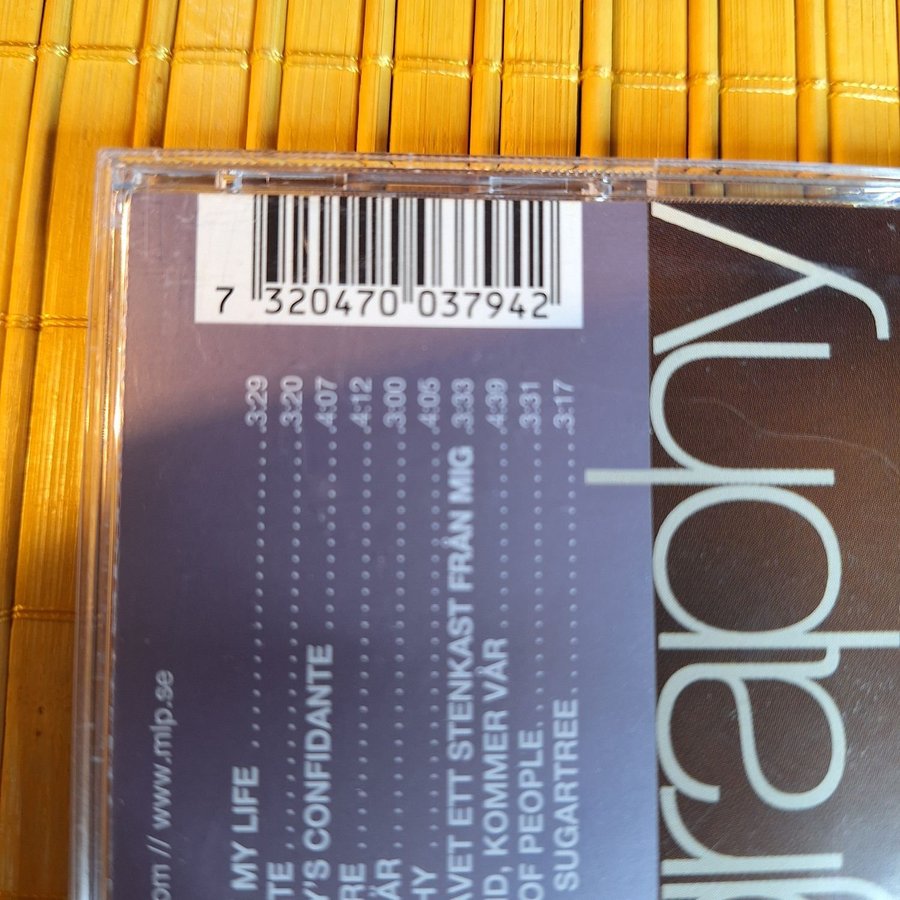 7 320470 037942
om // www.mlp.se
MY LIFE 3:29
TE 3:20
Y'S CONFIDANTE 4:07
RE 4:12
ÄR 3:00
HY 4:05
AVET ETT STENKAST FRÅN MIG 3:33
ND, KOMMER VÅR 4:39
OF PEOPLE 3:31
SUGARTREE 3:17
graphy